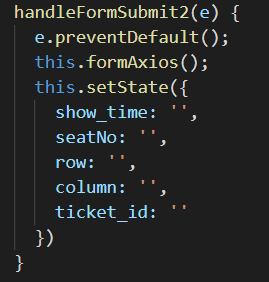 handleFormSubmit2(e) {
e.preventDefault();
this.formAxios();
this.setState({
show_time: '',
seatNo: '',
row: '',
column: '',
ticket_id: ''
})
}